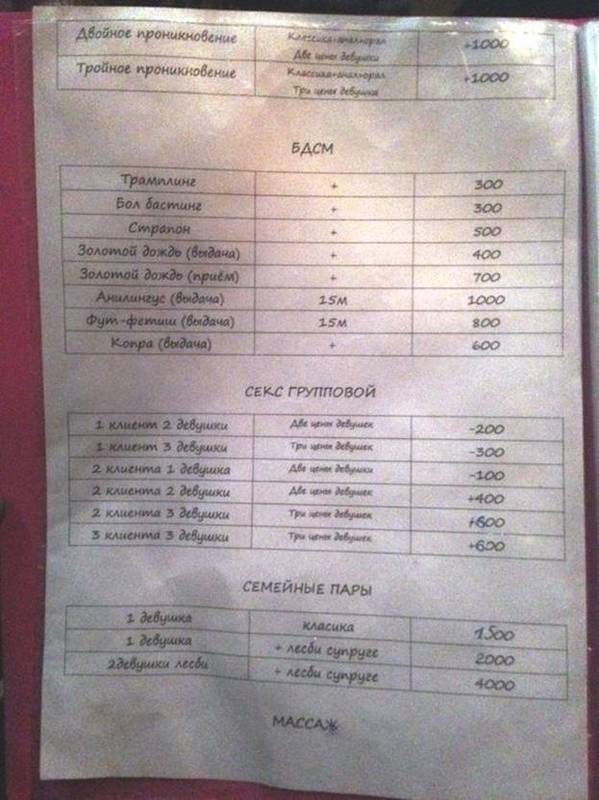 Двойное проникновение Классика+анал+орал +1000
Две цены девушки
Тройное проникновение Классика+анал+орал +1000
Три цены девушка
БДСМ
Трамплинг + 300
Бол бастинг + 300
Страпон + 500
Золотой дождь (выдача) + 400
Золотой дождь (приём) + 700
Анилингус (выдача) 15м 1000
Фут-фетиш (выдача) 15м 800
Копра (выдача) + 600
СЕКС ГРУППОВОЙ
1 клиент 2 девушки Две цены девушек -200
1 клиент 3 девушки Три цены девушек -300
2 клиента 1 девушка Две цены девушки -100
2 клиента 2 девушки Две цены девушек +400
2 клиента 3 девушки Три цены девушек +600
3 клиента 3 девушки Три цены девушек +600
СЕМЕЙНЫЕ ПАРЫ
1 девушка класика 1500
1 девушка + лесби супруге 2000
2девушки лесби + лесби супруге 4000
МАССАЖ